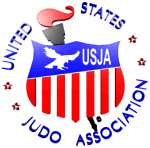 UNITED STATES
USJA
JUDO ASSOCIATION